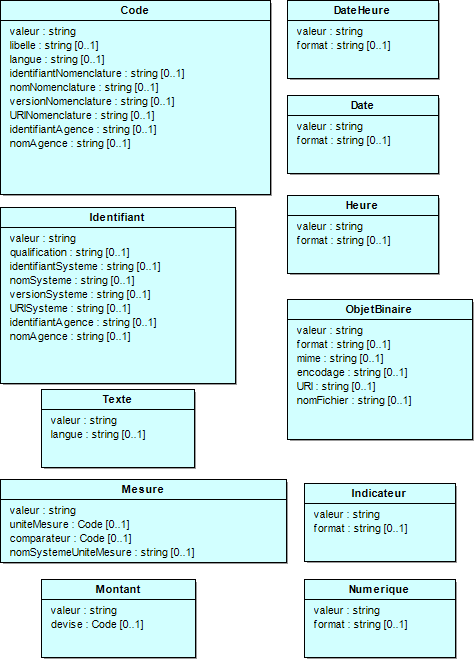 Code
valeur : string
libelle : string [0..1]
langue : string [0..1]
identifiantNomenclature : string [0..1]
nomNomenclature : string [0..1]
versionNomenclature : string [0..1]
URINomenclature : string [0..1]
identifiantAgence : string [0..1]
nomAgence : string [0..1]
DateHeure
valeur : string
format : string [0..1]
Date
valeur : string
format : string [0..1]
Identifiant
valeur : string
qualification : string [0..1]
identifiantSysteme : string [0..1]
nomSysteme : string [0..1]
versionSysteme : string [0..1]
URISysteme : string [0..1]
identifiantAgence : string [0..1]
nomAgence : string [0..1]
Heure
valeur : string
format : string [0..1]
ObjetBinaire
valeur : string
format : string [0..1]
mime : string [0..1]
encodage : string [0..1]
URI : string [0..1]
nomFichier : string [0..1]
Texte
valeur : string
langue : string [0..1]
Mesure
valeur : string
uniteMesure : Code [0..1]
comparateur : Code [0..1]
nomSystemeUniteMesure : string [0..1]
Indicateur
valeur : string
format : string [0..1]
Montant
valeur : string
devise : Code [0..1]
Numerique
valeur : string
format : string [0..1]